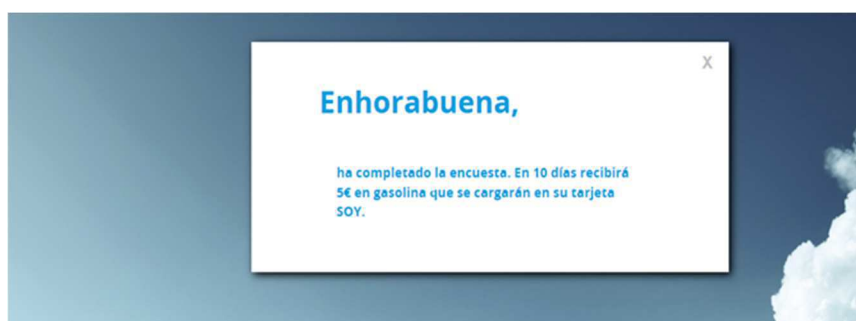 X
Enhorabuena,
ha completado la encuesta. En 10 días recibirá
5€ en gasolina que se cargarán en su tarjeta
SOY.